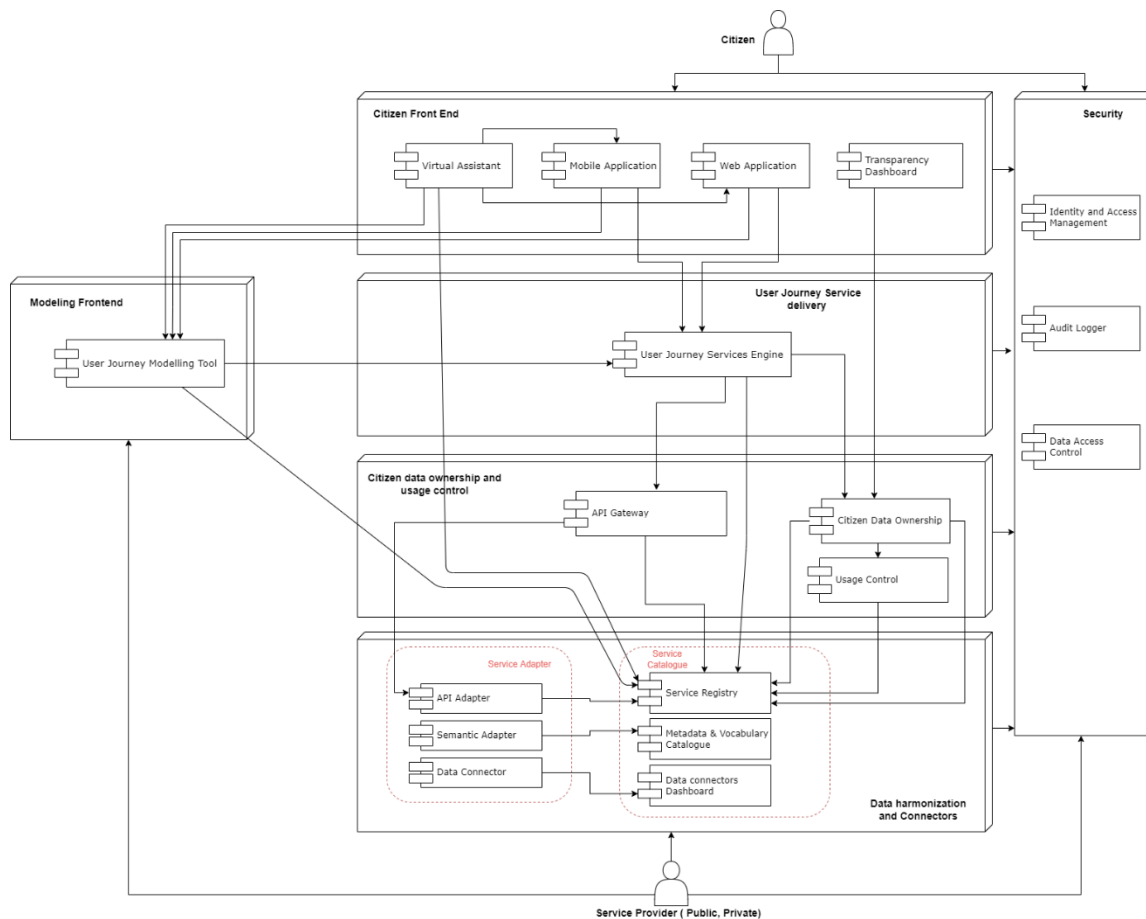 Citizen
Citizen Front End
Security
Virtual Assistant
Mobile Application
Web Application
Transparency
Dashboard
Identity and Access
Management
Modeling Frontend
User Journey Service
delivery
Audit Logger
User Journey Modelling Tool
User Journey Services Engine
Data Access
Control
Citizen data ownership and
usage control
API Gateway
Citizen Data Ownership
Usage Control
Service Adapter
Service
Catalogue
API Adapter
Service Registry
Semantic Adapter
Metadata & Vocabulary
Catalogue
Data Connector
Data connectors
Dashboard
Data harmonization
and Connectors
Service Provider ( Public, Private)